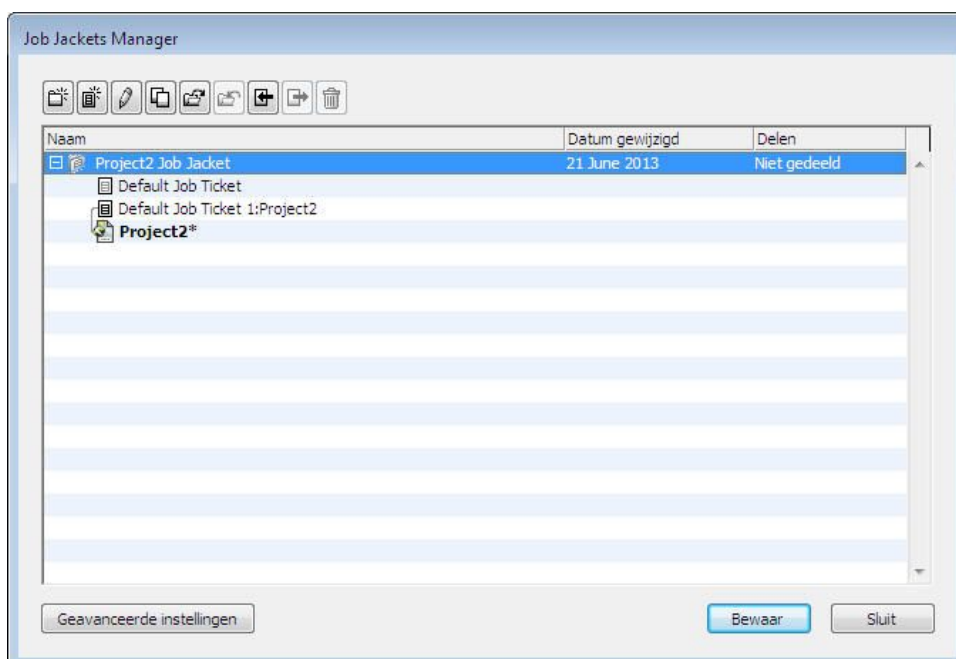 Job Jackets Manager
Naam Datum gewijzigd Delen
Project2 Job Jacket 21 June 2013 Niet gedeeld
Default Job Ticket
Default Job Ticket 1:Project2
Project2*
Geavanceerde instellingen Bewaar Sluit